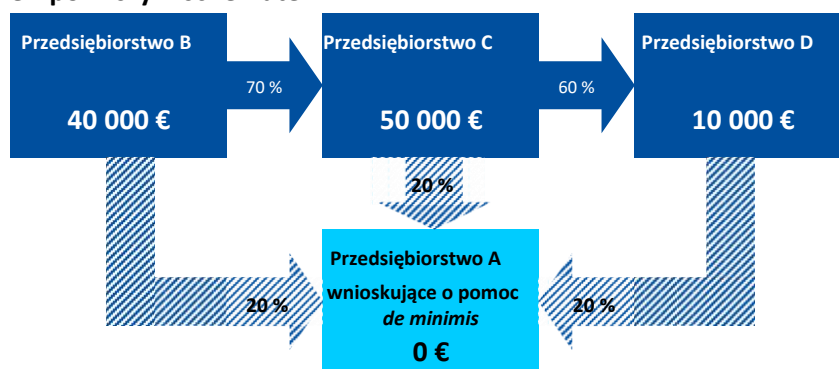 Przedsiębiorstwo B
70 %
Przedsiębiorstwo C
60 %
Przedsiębiorstwo D
40 000 €
50 000 €
10 000 €
20 %
Przedsiębiorstwo A
wnioskujące o pomoc
de minimis
0 €
20 %
20 %